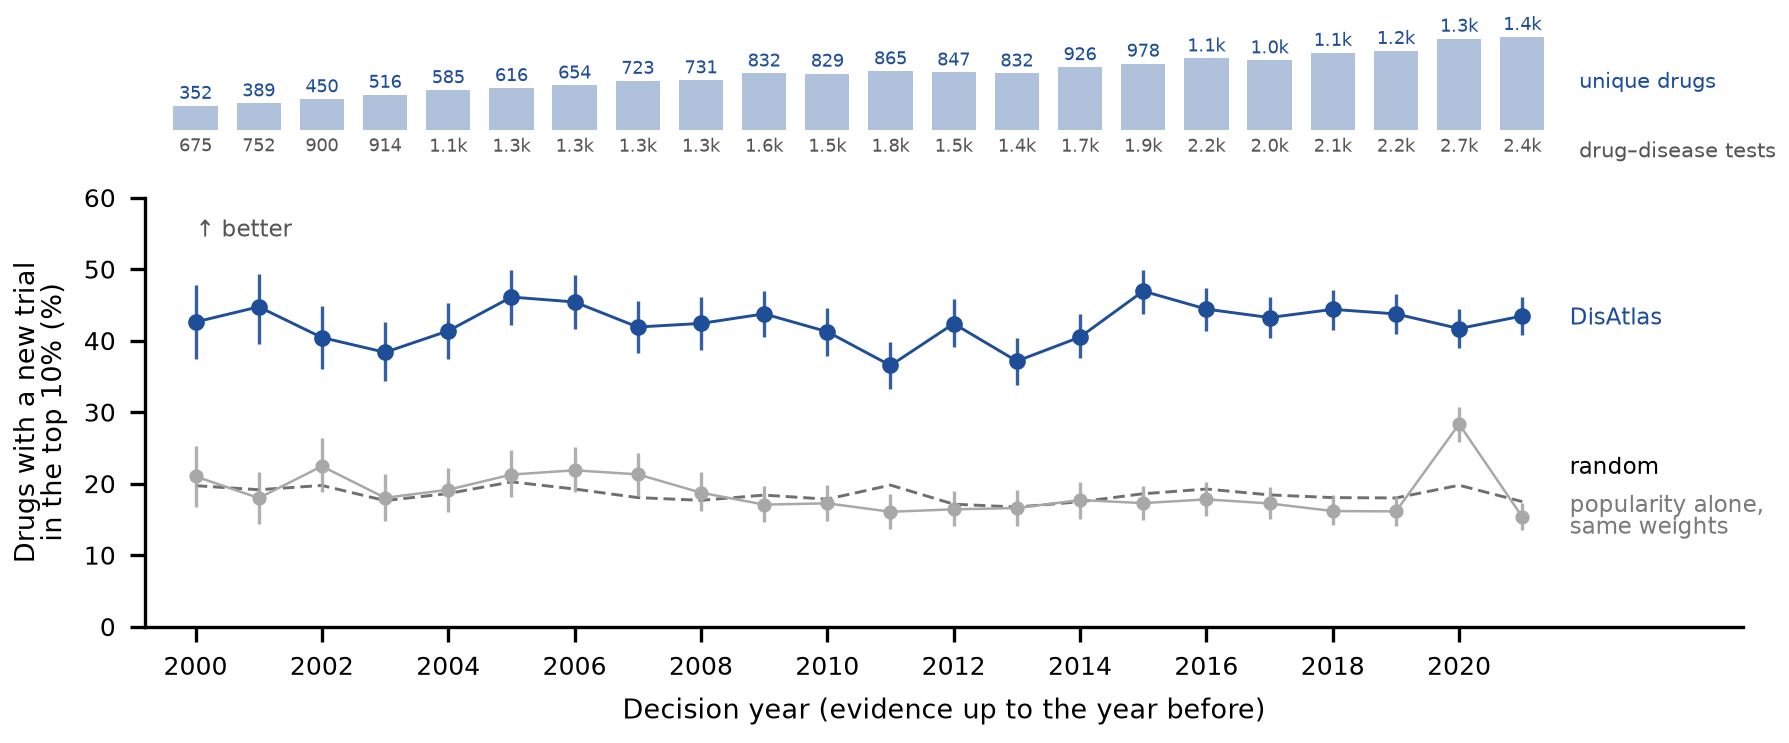 352 389 450 516 585 616 654 723 731 832 829 865 847 832 926 978 1.1k 1.0k 1.1k 1.2k 1.3k 1.4k
unique drugs
675 752 900 914 1.1k 1.3k 1.3k 1.3k 1.3k 1.6k 1.5k 1.8k 1.5k 1.4k 1.7k 1.9k 2.2k 2.0k 2.1k 2.2k 2.7k 2.4k
drug–disease tests
Drugs with a new trial
in the top 10% (%)
60
50
40
30
20
10
0
↑ better
DisAtlas
random
popularity alone,
same weights
2000 2002 2004 2006 2008 2010 2012 2014 2016 2018 2020
Decision year (evidence up to the year before)